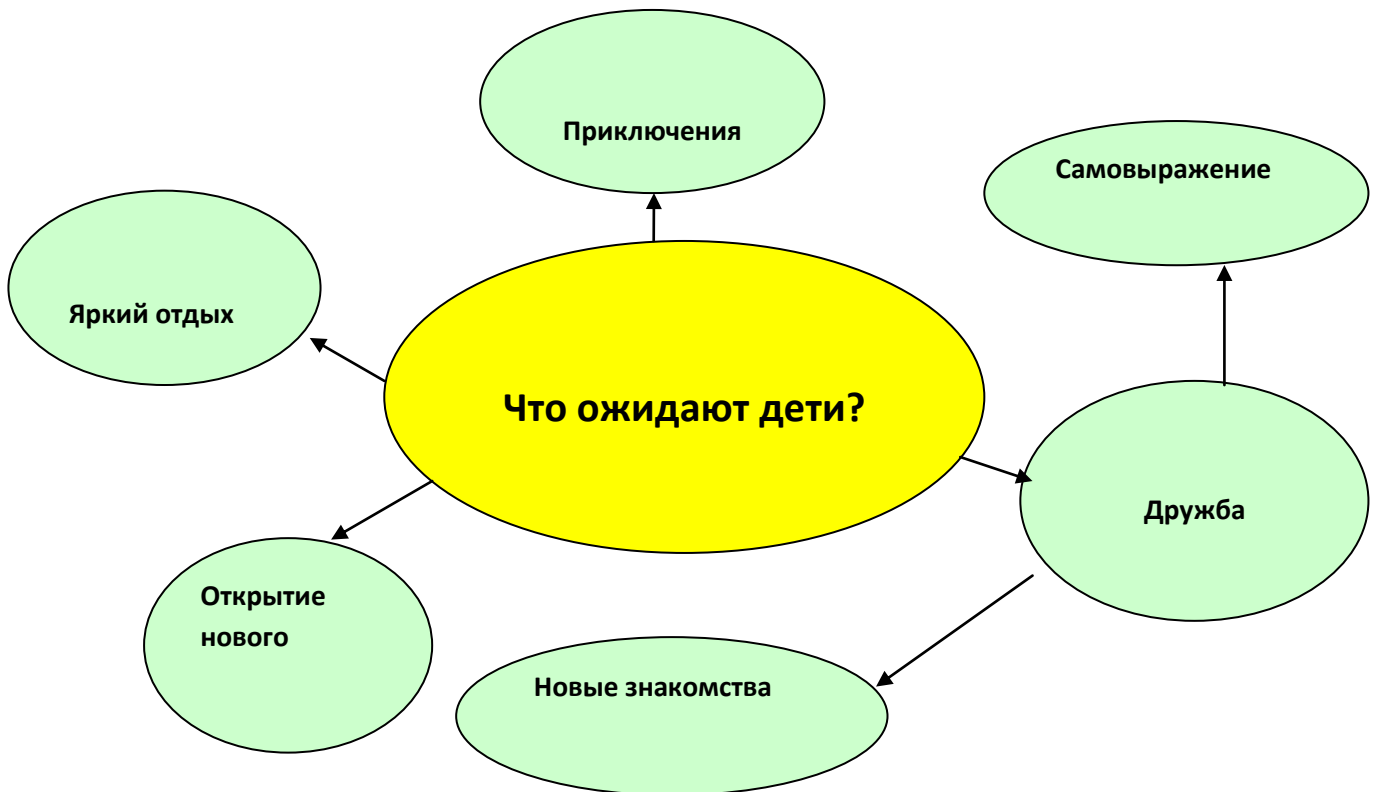 Приключения
Самовыражение
Яркий отдых
Что ожидают дети?
Дружба
Открытие
нового
Новые знакомства